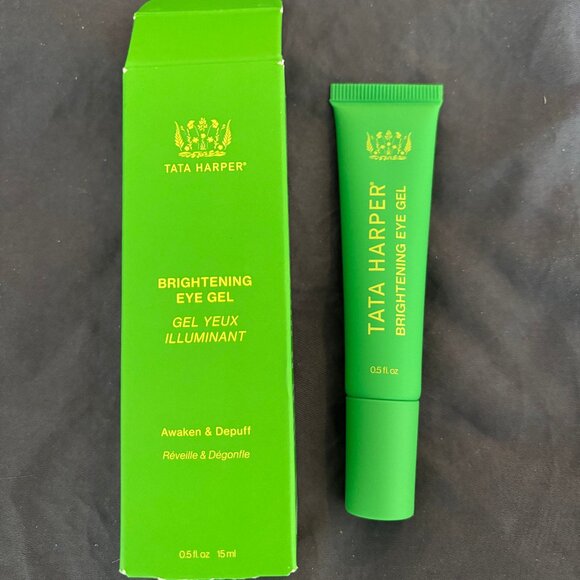 TATA HARPER®
BRIGHTENING
EYE GEL
GEL YEUX
ILLUMINANT
Awaken & Depuff
Réveille & Dégonfle
0.5 fl. oz 15 ml
TATA HARPER®
BRIGHTENING EYE GEL
0.5 fl. oz